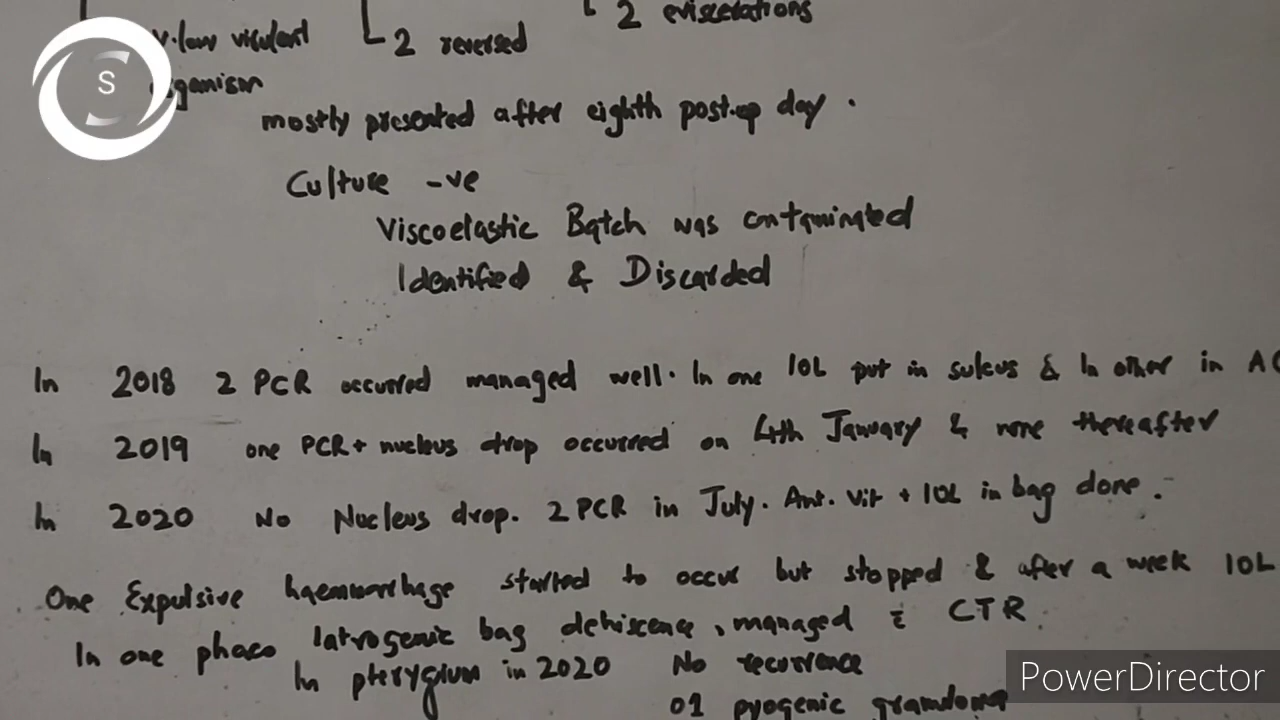 2 eviscerations
v.low virulent 2 reversed
organism
mostly presented after eighth post-op day.
Culture -ve
Viscoelastic Batch was contaminated
Identified & Discarded
In 2018 2 PCR occurred managed well. In one IOL put in sulcus & In other in AC
In 2019 one PCR + nucleus drop occurred on 4th January & none thereafter
In 2020 No Nucleus drop. 2 PCR in July. Ant. Vit + IOL in bag done.
One Expulsive haemorrhage started to occur but stopped & after a week IOL
In one phaco Iatrogenic bag dehiscence, managed c̄ CTR.
In pterygium in 2020 No recurrence
01 pyogenic granuloma
S
PowerDirector